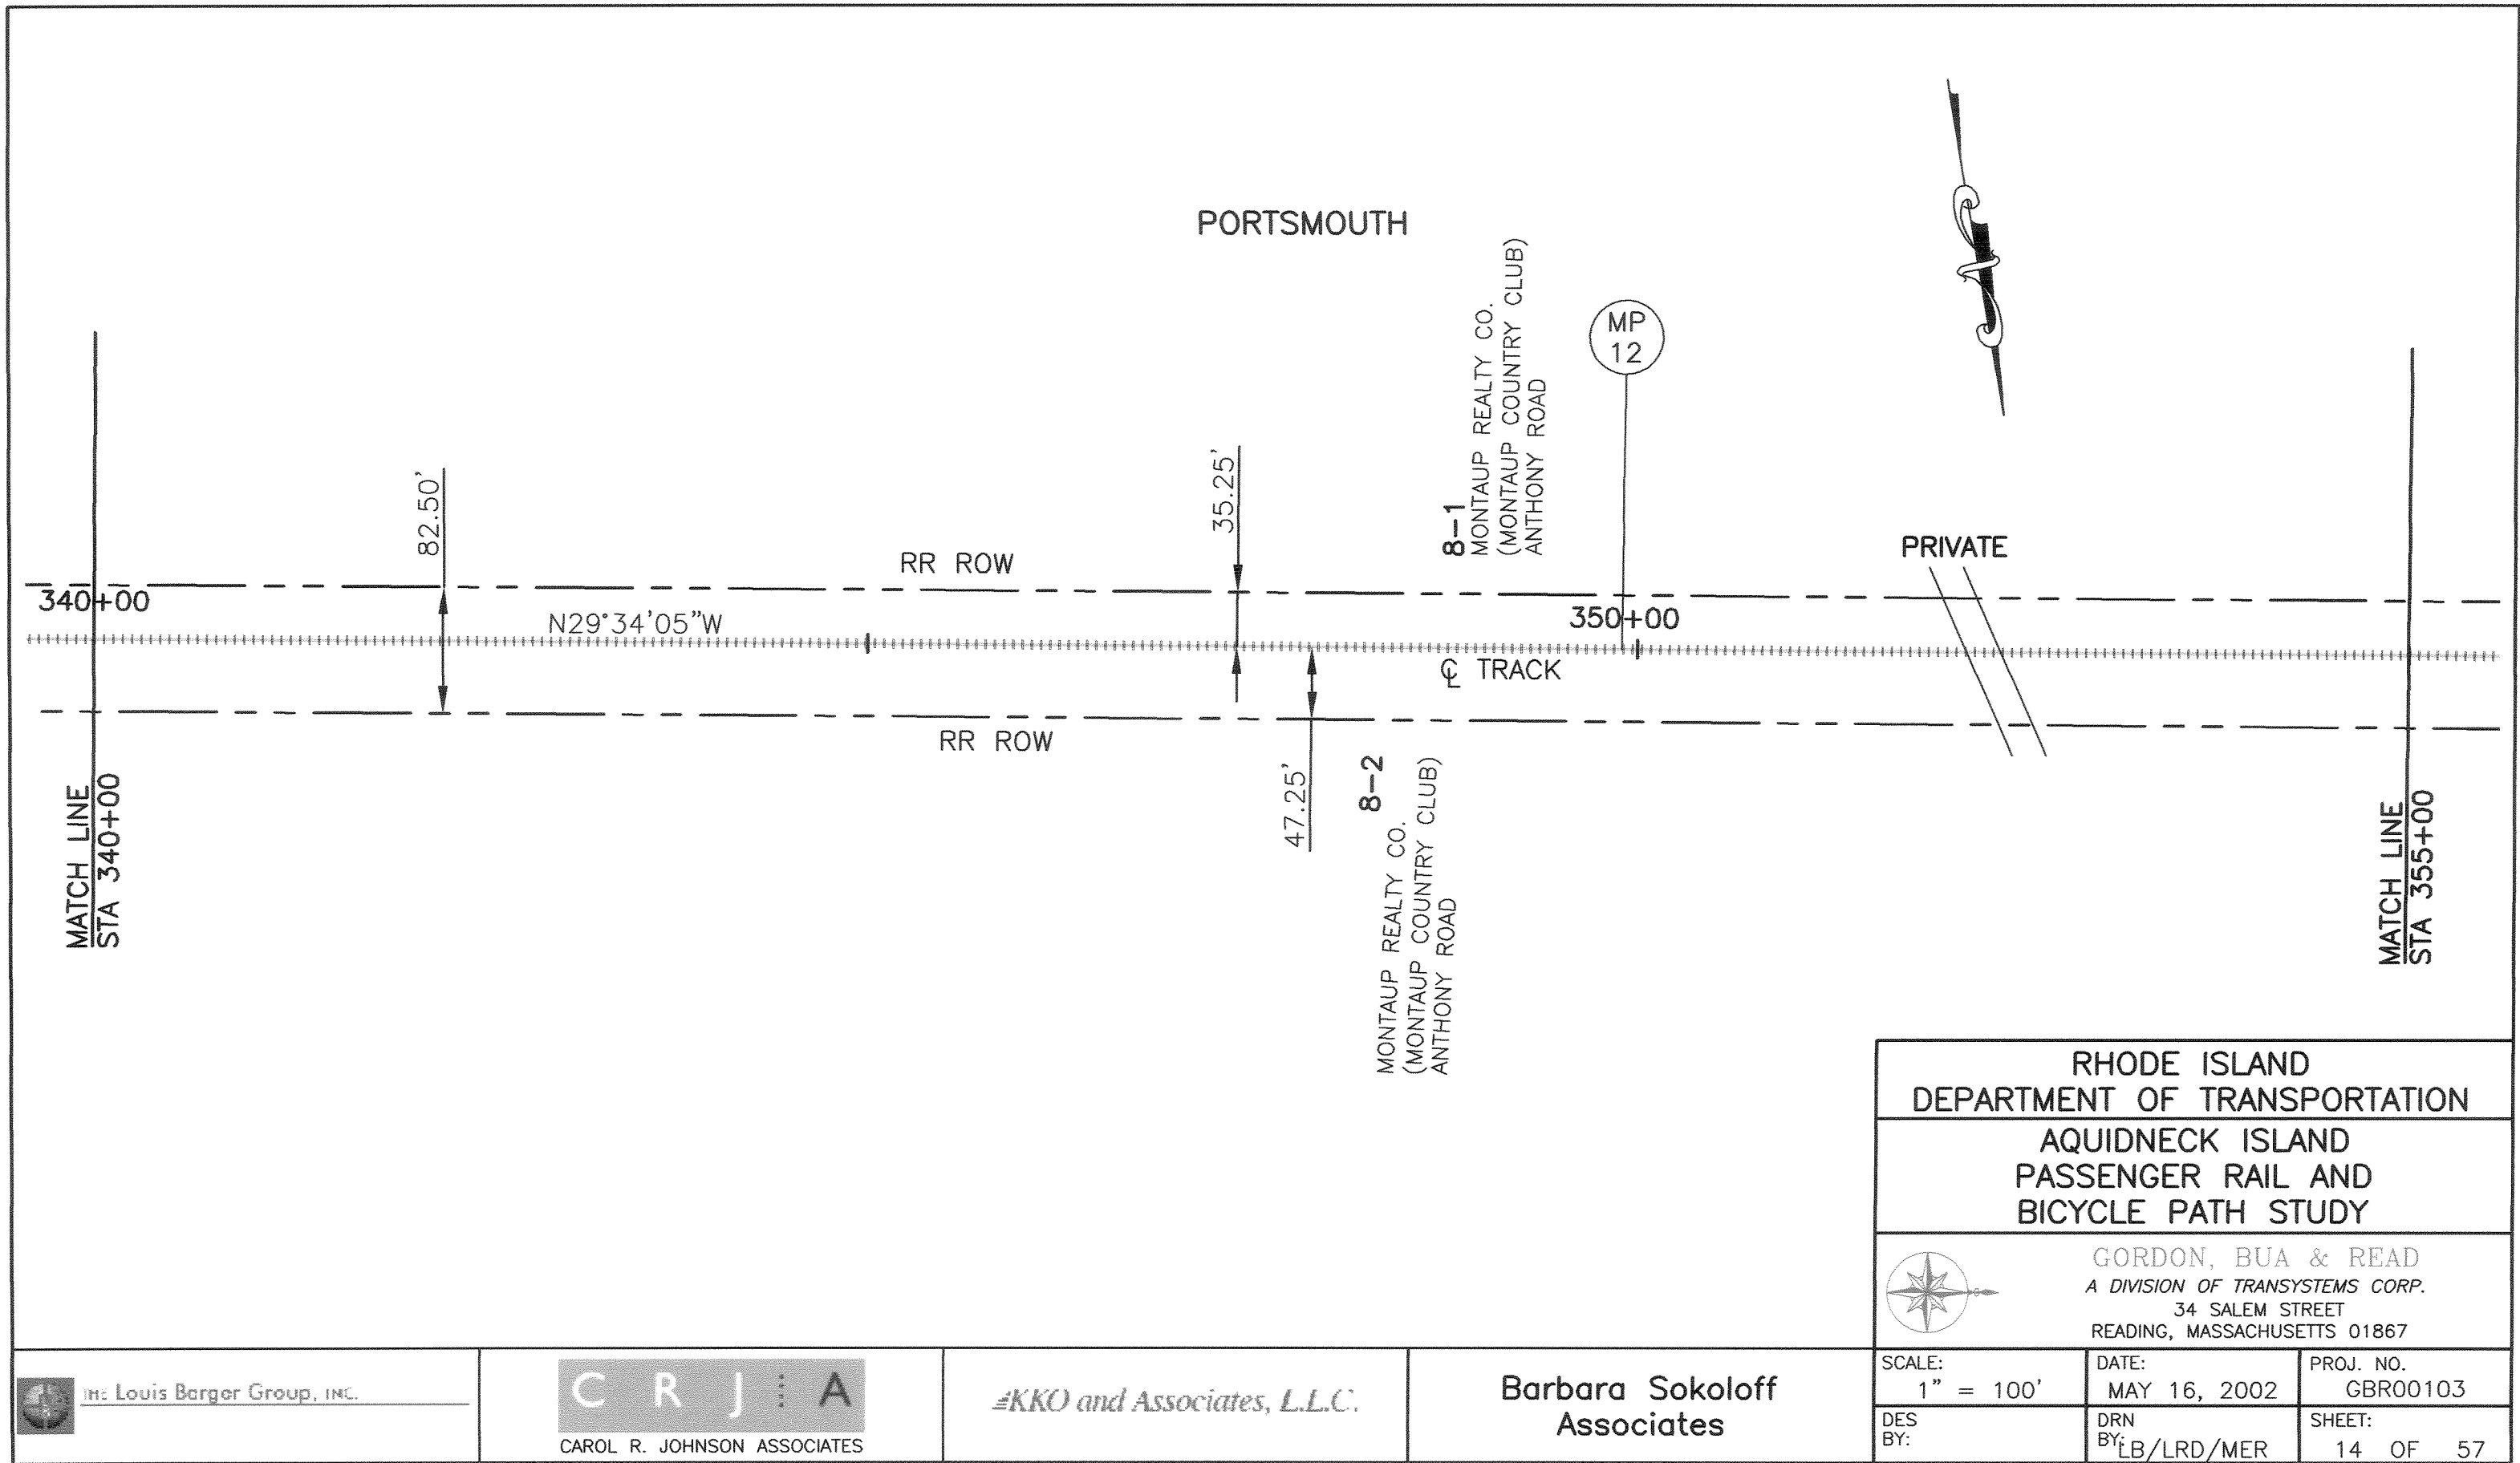 PORTSMOUTH
8-1
MONTAUP REALTY CO.
(MONTAUP COUNTRY CLUB)
ANTHONY ROAD
MP
12
82.50'
35.25'
RR ROW
PRIVATE
340+00
N29°34'05"W
350+00
℄ TRACK
RR ROW
47.25'
8-2
MONTAUP REALTY CO.
(MONTAUP COUNTRY CLUB)
ANTHONY ROAD
MATCH LINE
STA 340+00
MATCH LINE
STA 355+00
RHODE ISLAND
DEPARTMENT OF TRANSPORTATION
AQUIDNECK ISLAND
PASSENGER RAIL AND
BICYCLE PATH STUDY
GORDON, BUA & READ
A DIVISION OF TRANSYSTEMS CORP.
34 SALEM STREET
READING, MASSACHUSETTS 01867
THE Louis Berger Group, INC.
C R J A
CAROL R. JOHNSON ASSOCIATES
KKO and Associates, L.L.C.
Barbara Sokoloff
Associates
SCALE:
1" = 100'
DATE:
MAY 16, 2002
PROJ. NO.
GBR00103
DES
BY:
DRN
BY: LB/LRD/MER
SHEET:
14 OF 57